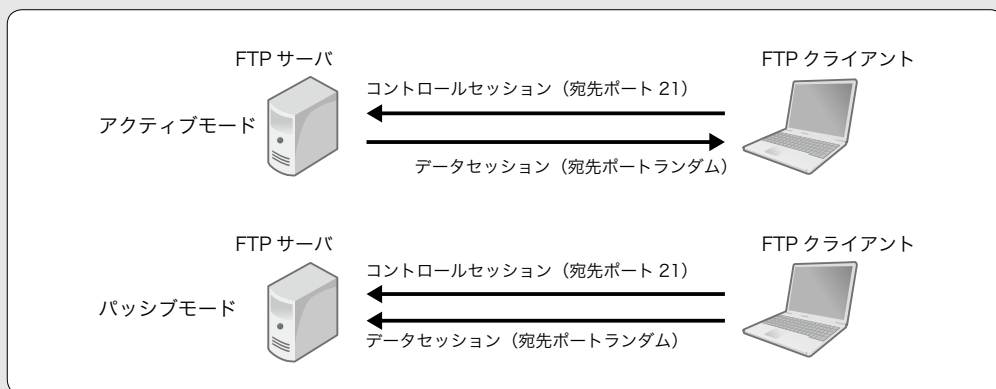 FTP サーバ
FTP クライアント
コントロールセッション（宛先ポート 21）
アクティブモード
データセッション（宛先ポートランダム）
FTP サーバ
FTP クライアント
コントロールセッション（宛先ポート 21）
パッシブモード
データセッション（宛先ポートランダム）